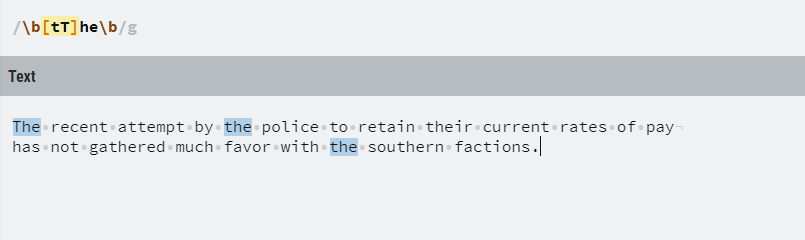 /\b[tT]he\b/g
Text
The recent attempt by the police to retain their current rates of pay
has not gathered much favor with the southern factions.